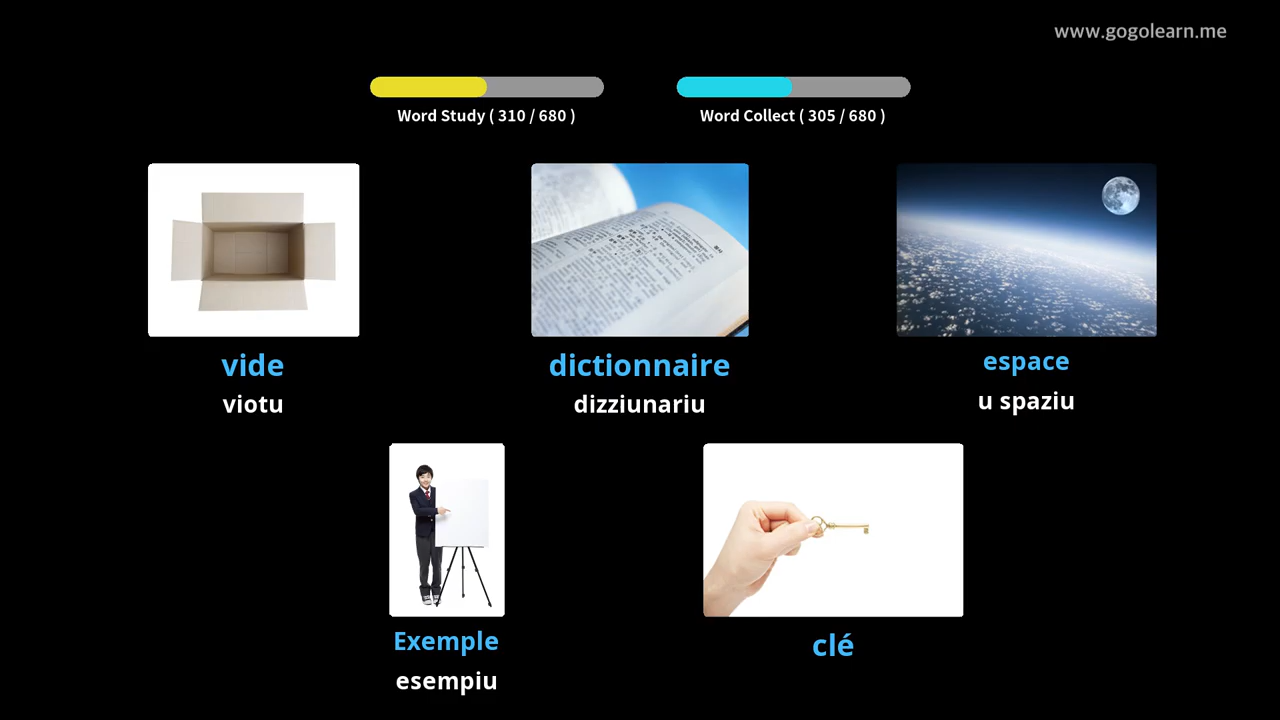 www.gogolearn.me
Word Study ( 310 / 680 )
Word Collect ( 305 / 680 )
vide
viotu
dictionnaire
dizziunariu
espace
u spaziu
Exemple
esempiu
clé